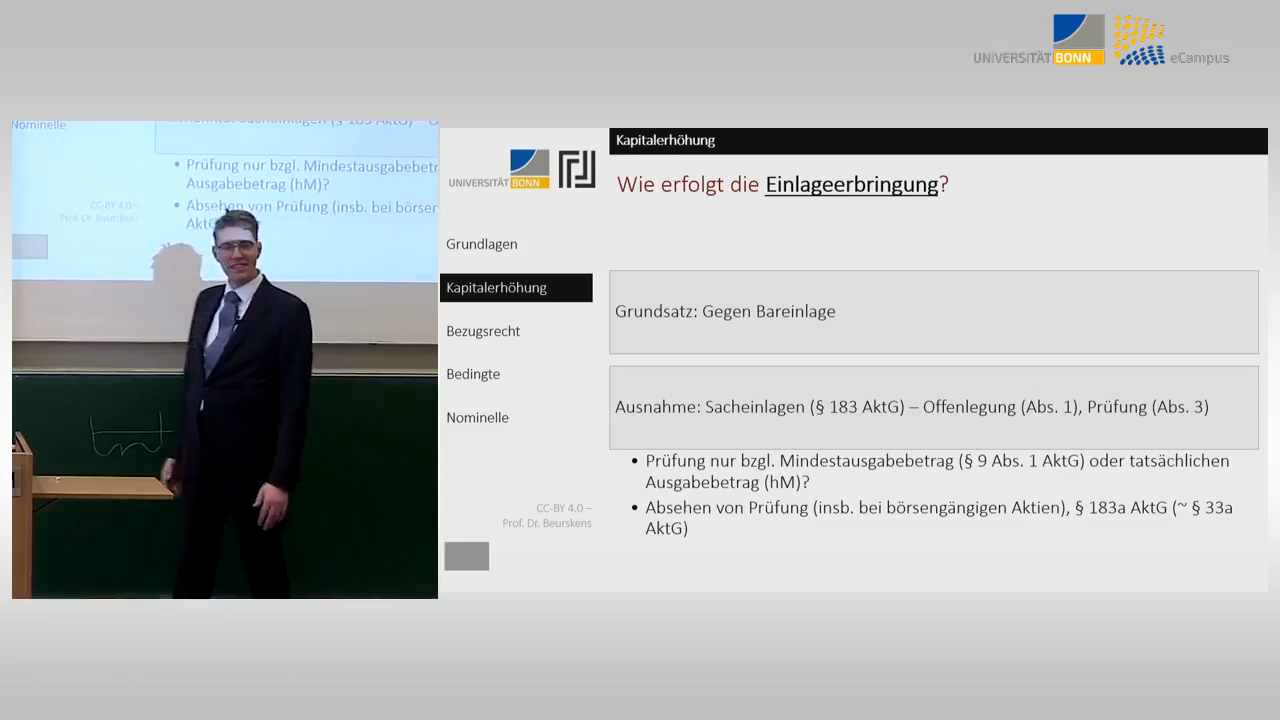 UNIVERSITÄT BONN
eCampus
Nominelle
Prüfung nur bzgl. Mindestausgabebetr
Ausgabebetrag (hM)?
CC-BY 4.0 –
Prof. Dr. Beurskens
Absehen von Prüfung (insb. bei börsen
UNIVERSITÄT BONN
Grundlagen
Kapitalerhöhung
Bezugsrecht
Bedingte
Nominelle
CC-BY 4.0 –
Prof. Dr. Beurskens
Kapitalerhöhung
Wie erfolgt die Einlageerbringung?
Grundsatz: Gegen Bareinlage
Ausnahme: Sacheinlagen (§ 183 AktG) – Offenlegung (Abs. 1), Prüfung (Abs. 3)
• Prüfung nur bzgl. Mindestausgabebetrag (§ 9 Abs. 1 AktG) oder tatsächlichen
Ausgabebetrag (hM)?
• Absehen von Prüfung (insb. bei börsengängigen Aktien), § 183a AktG (~ § 33a
AktG)